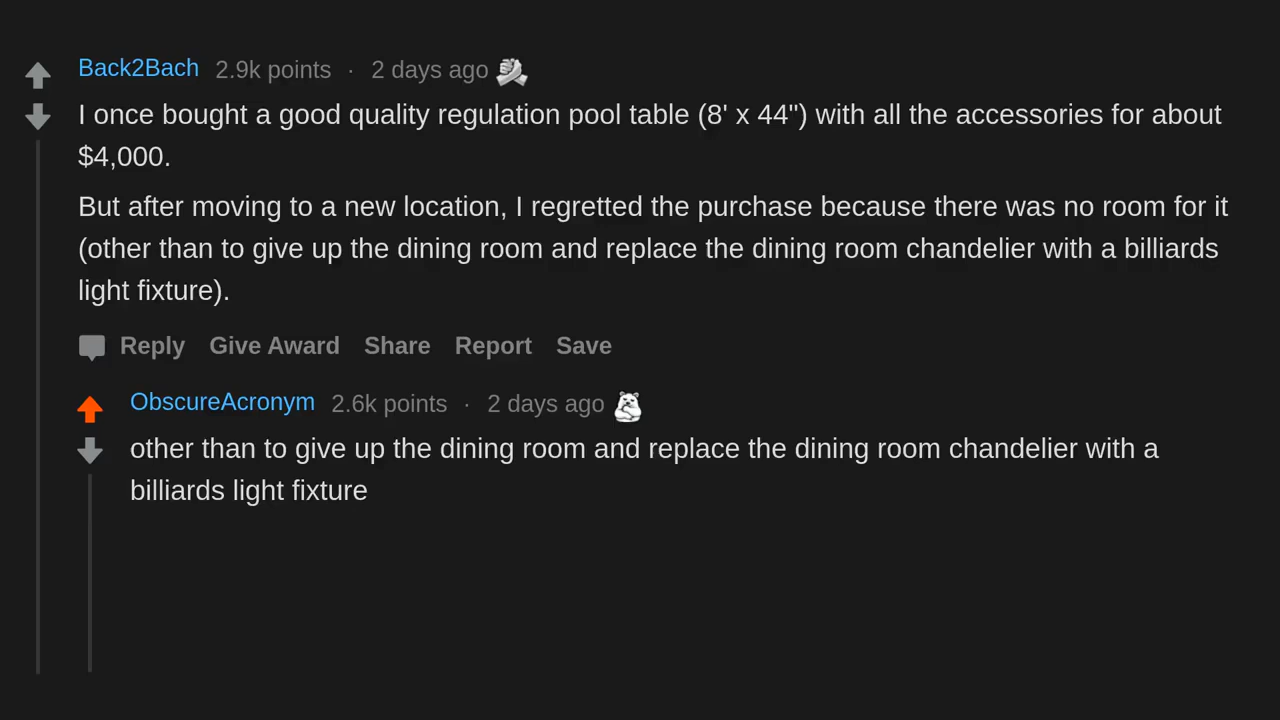 Back2Bach 2.9k points · 2 days ago
I once bought a good quality regulation pool table (8' x 44") with all the accessories for about
$4,000.
But after moving to a new location, I regretted the purchase because there was no room for it
(other than to give up the dining room and replace the dining room chandelier with a billiards
light fixture).
Reply Give Award Share Report Save
ObscureAcronym 2.6k points · 2 days ago
other than to give up the dining room and replace the dining room chandelier with a
billiards light fixture